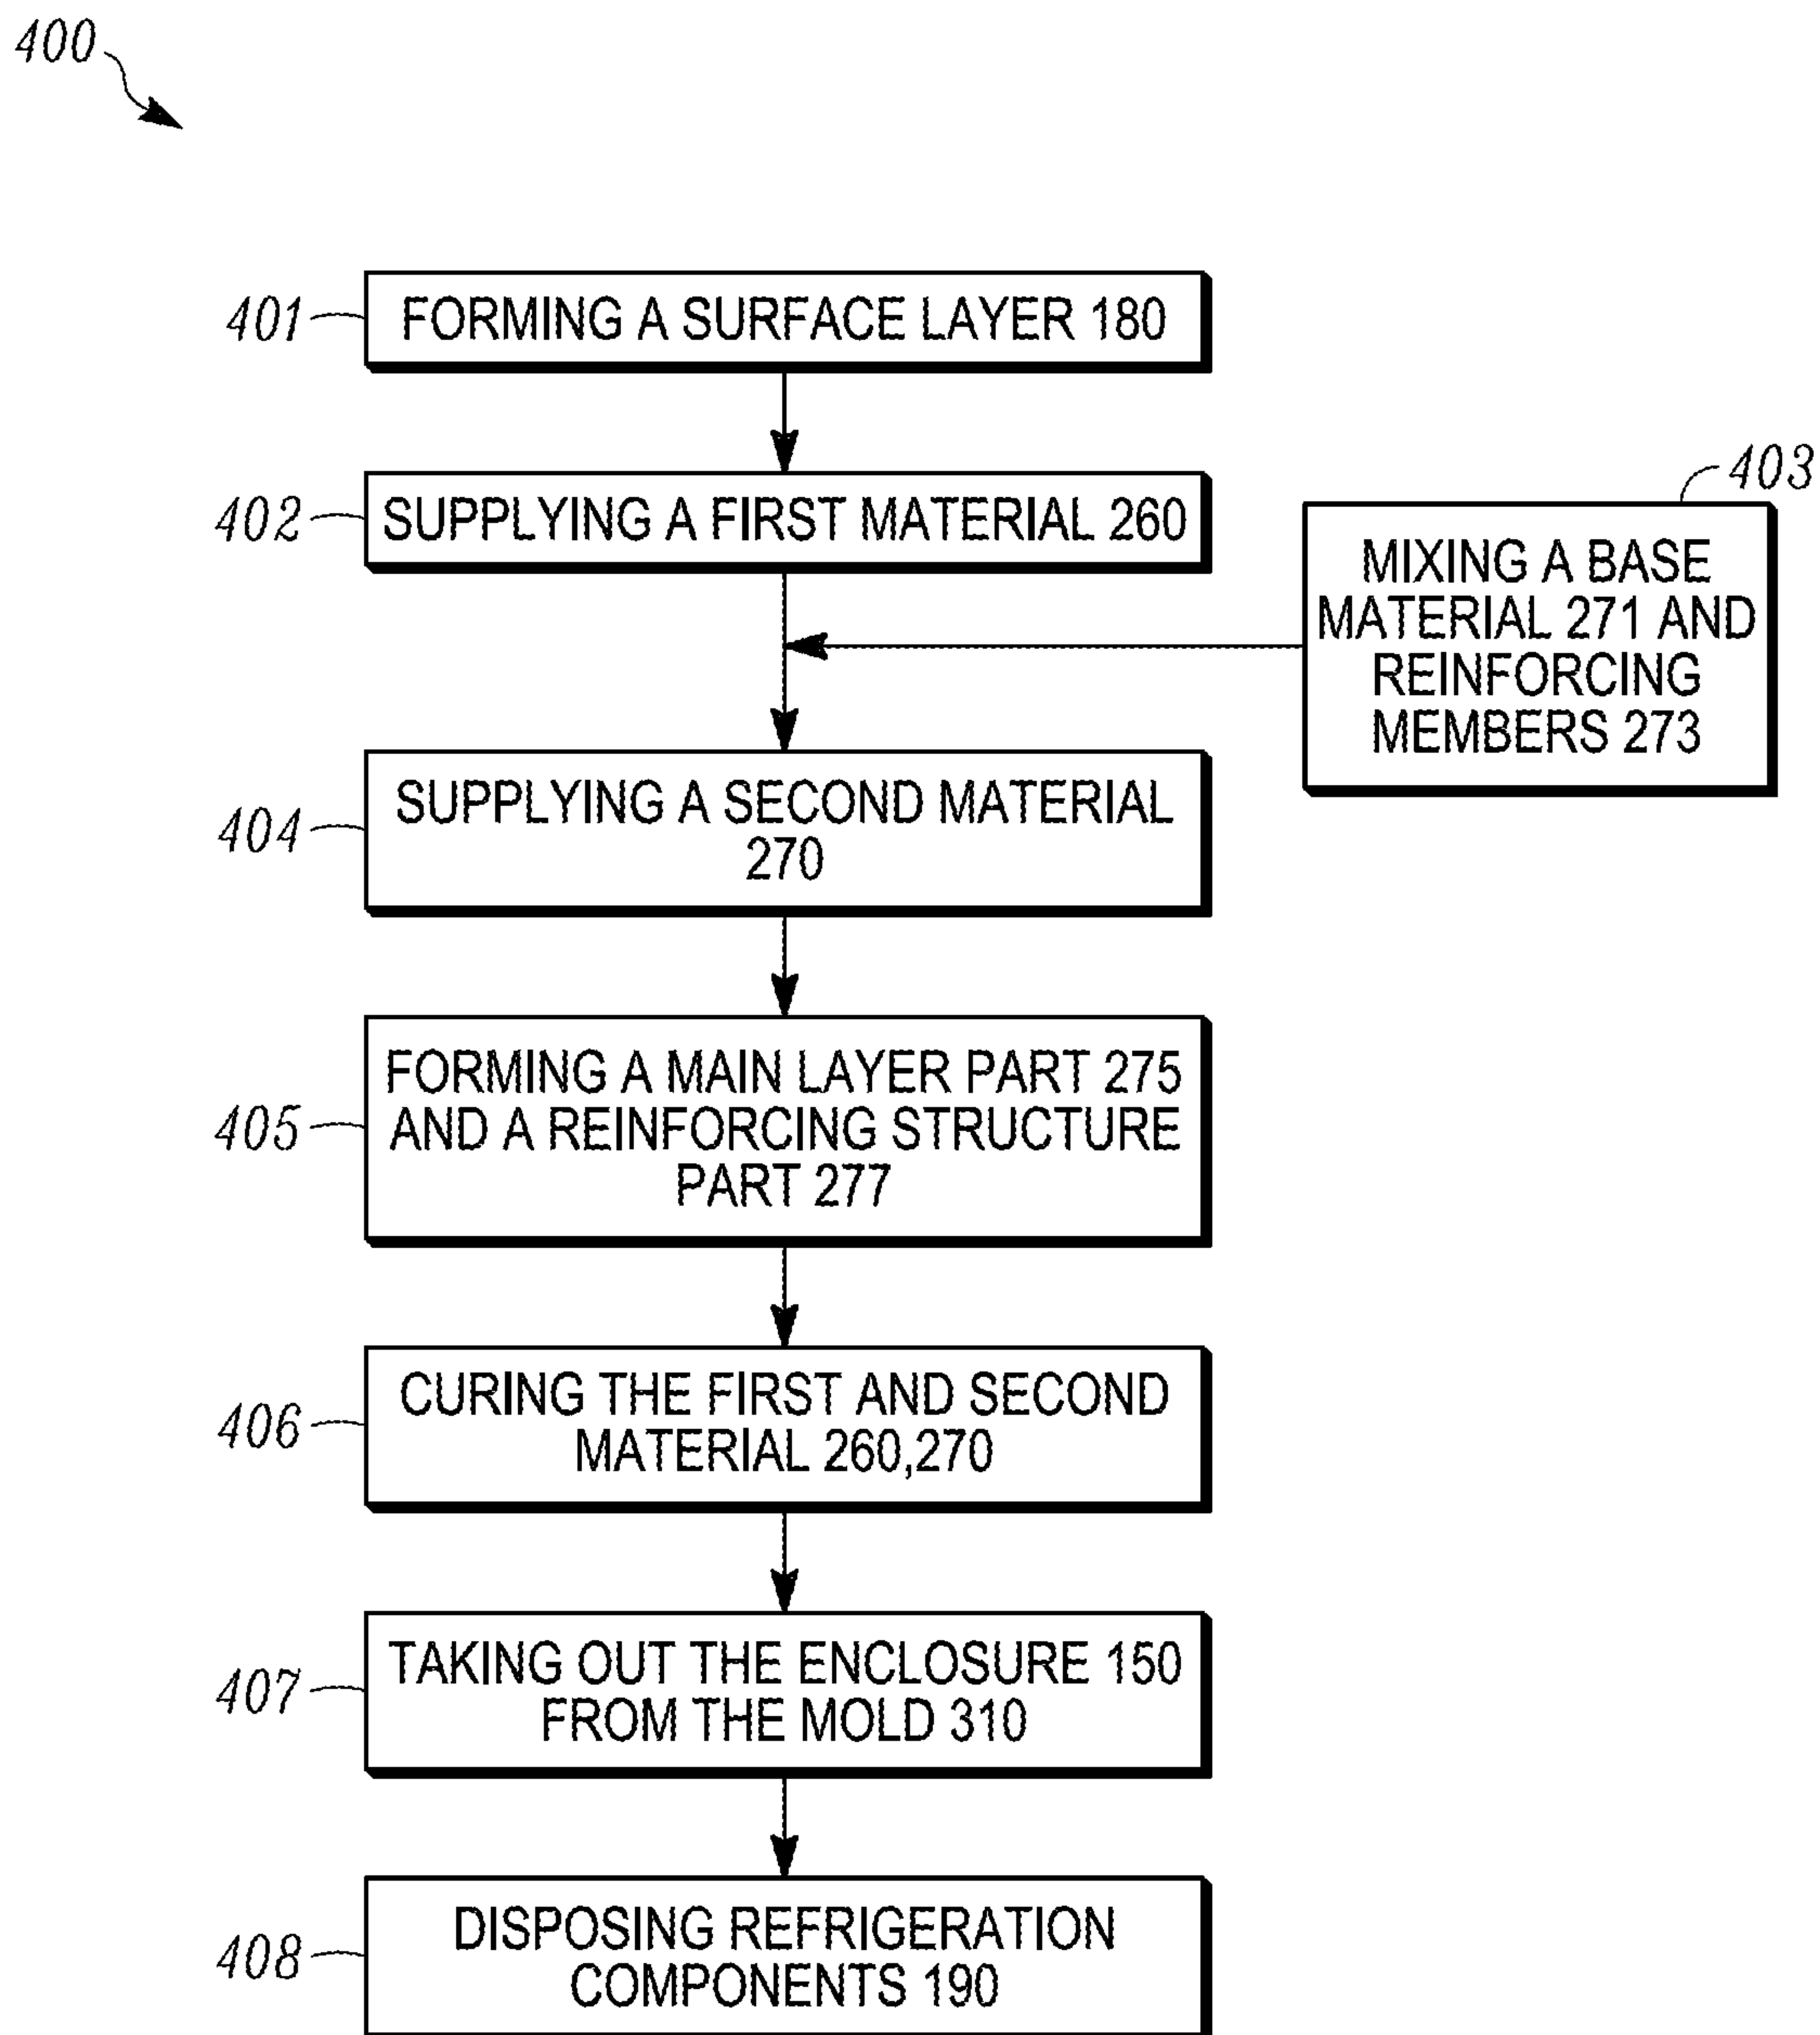 400
401
FORMING A SURFACE LAYER 180
402
SUPPLYING A FIRST MATERIAL 260
403
MIXING A BASE
MATERIAL 271 AND
REINFORCING
MEMBERS 273
404
SUPPLYING A SECOND MATERIAL
270
405
FORMING A MAIN LAYER PART 275
AND A REINFORCING STRUCTURE
PART 277
406
CURING THE FIRST AND SECOND
MATERIAL 260,270
407
TAKING OUT THE ENCLOSURE 150
FROM THE MOLD 310
408
DISPOSING REFRIGERATION
COMPONENTS 190